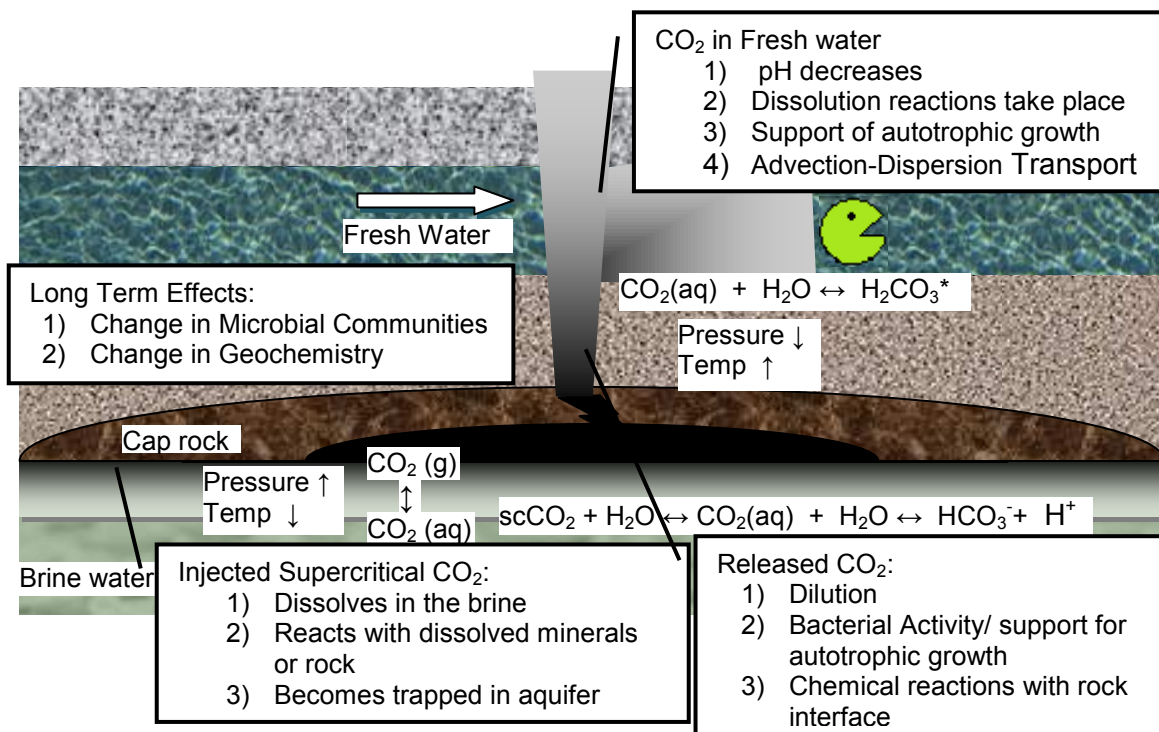 CO₂ in Fresh water
1) pH decreases
2) Dissolution reactions take place
3) Support of autotrophic growth
4) Advection-Dispersion Transport
Fresh Water
Long Term Effects:
1) Change in Microbial Communities
2) Change in Geochemistry
CO₂(aq) + H₂O ↔ H₂CO₃*
Pressure ↓
Temp ↑
Cap rock
Pressure ↑
Temp ↓
CO₂ (g)
↕
CO₂ (aq)
scCO₂ + H₂O ↔ CO₂(aq) + H₂O ↔ HCO₃⁻ + H⁺
Brine water
Injected Supercritical CO₂:
1) Dissolves in the brine
2) Reacts with dissolved minerals
or rock
3) Becomes trapped in aquifer
Released CO₂:
1) Dilution
2) Bacterial Activity/ support for
autotrophic growth
3) Chemical reactions with rock
interface